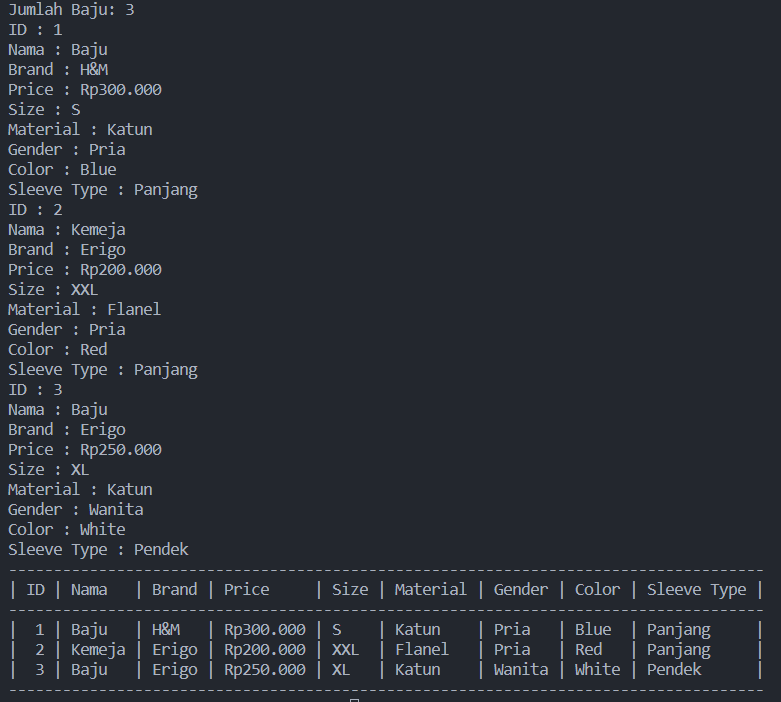 Jumlah Baju: 3
ID : 1
Nama : Baju
Brand : H&M
Price : Rp300.000
Size : S
Material : Katun
Gender : Pria
Color : Blue
Sleeve Type : Panjang
ID : 2
Nama : Kemeja
Brand : Erigo
Price : Rp200.000
Size : XXL
Material : Flanel
Gender : Pria
Color : Red
Sleeve Type : Panjang
ID : 3
Nama : Baju
Brand : Erigo
Price : Rp250.000
Size : XL
Material : Katun
Gender : Wanita
Color : White
Sleeve Type : Pendek
------------------------------------------------------------------------------------
| ID | Nama   | Brand | Price     | Size | Material | Gender | Color | Sleeve Type |
------------------------------------------------------------------------------------
|  1 | Baju   | H&M   | Rp300.000 | S    | Katun    | Pria   | Blue  | Panjang     |
|  2 | Kemeja | Erigo | Rp200.000 | XXL  | Flanel   | Pria   | Red   | Panjang     |
|  3 | Baju   | Erigo | Rp250.000 | XL   | Katun    | Wanita | White | Pendek      |
------------------------------------------------------------------------------------